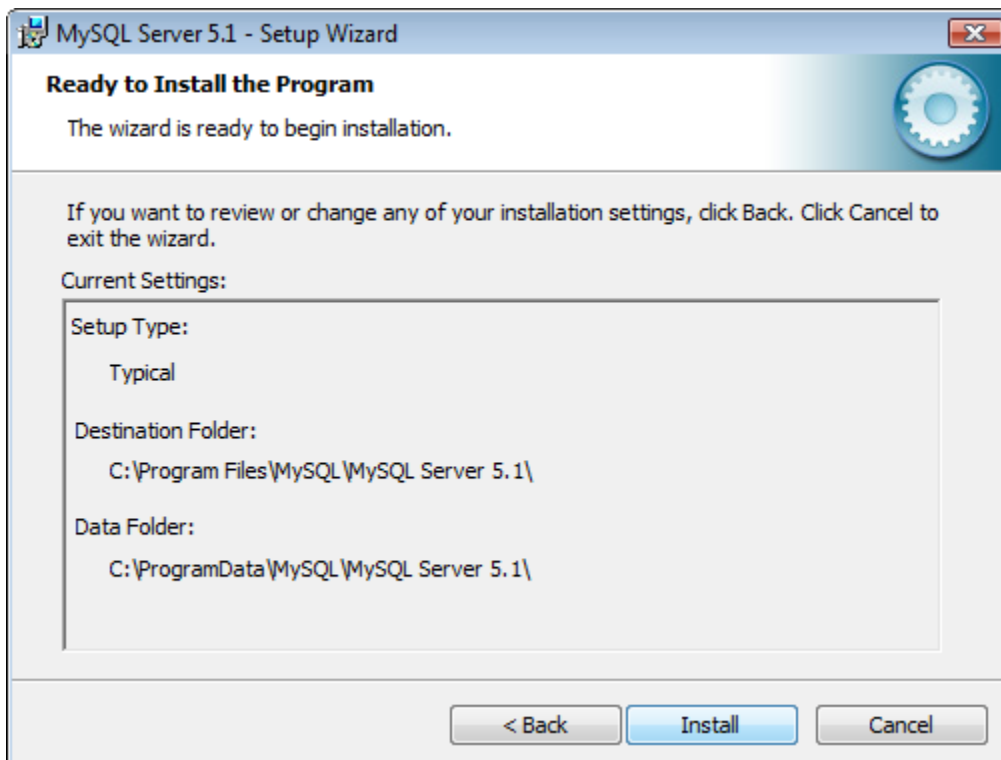 MySQL Server 5.1 - Setup Wizard
Ready to Install the Program
The wizard is ready to begin installation.
If you want to review or change any of your installation settings, click Back. Click Cancel to
exit the wizard.
Current Settings:
Setup Type:
Typical
Destination Folder:
C:\Program Files\MySQL\MySQL Server 5.1\
Data Folder:
C:\ProgramData\MySQL\MySQL Server 5.1\
< Back
Install
Cancel